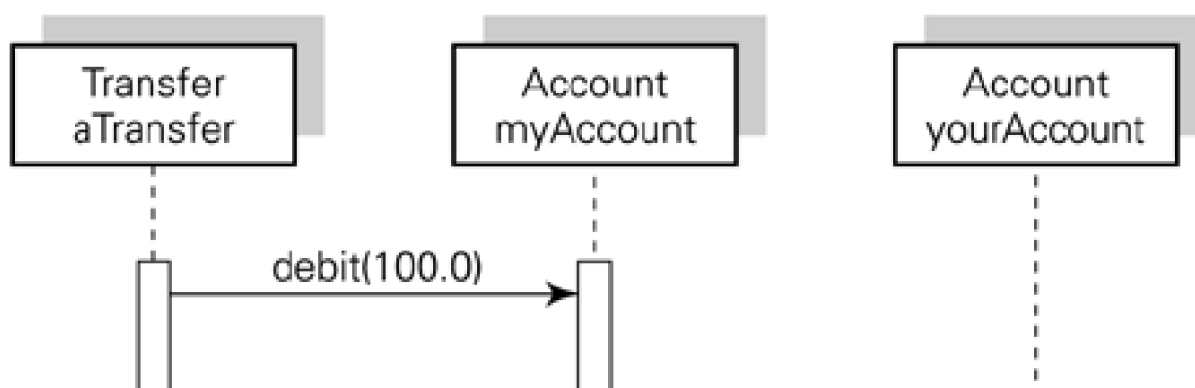 Transfer
aTransfer
Account
myAccount
Account
yourAccount
debit(100.0)